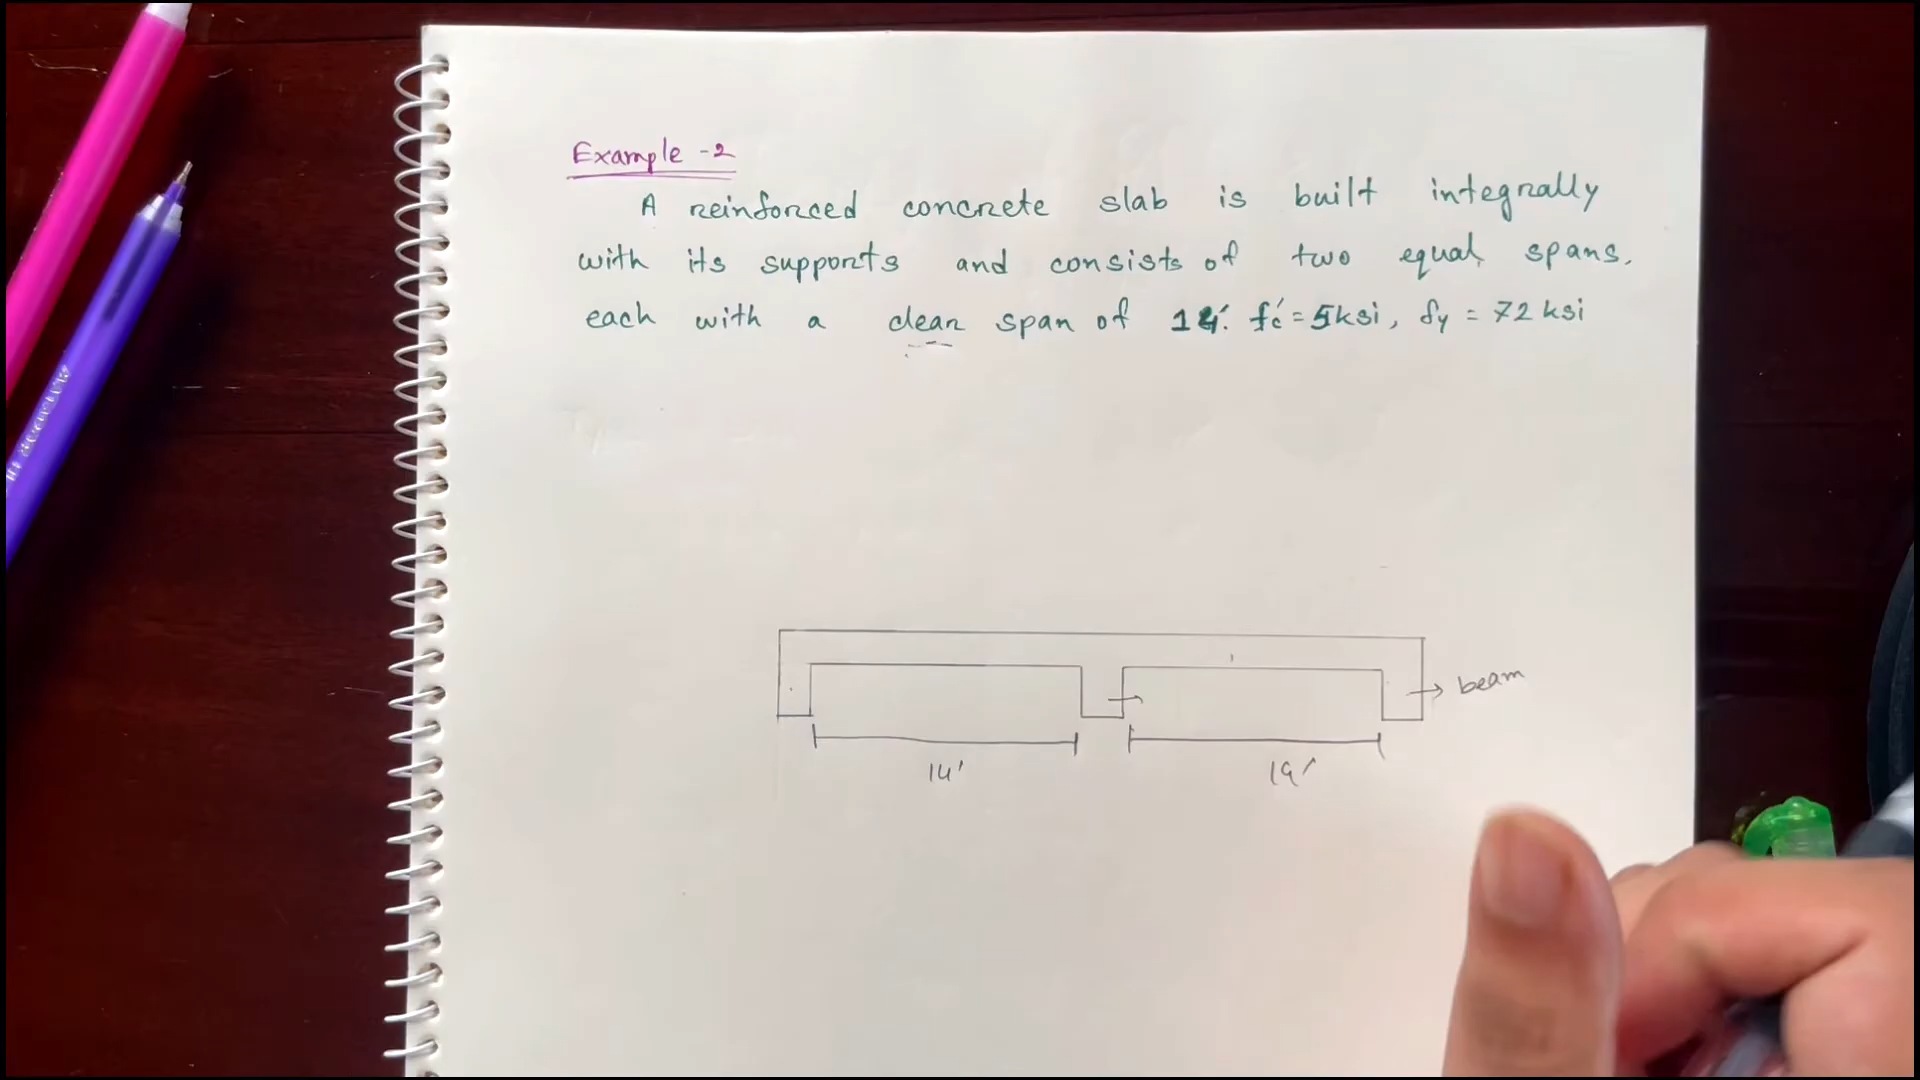 Example -2
A reinforced concrete slab is built integrally
with its supports and consists of two equal spans,
each with a clear span of 14'. f'c = 5ksi, fy = 72 ksi
beam
14'
14'